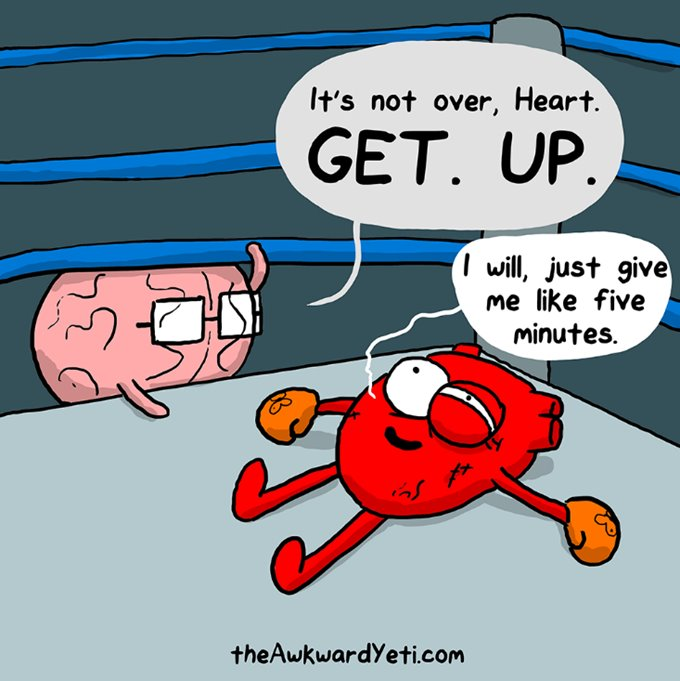 It's not over, Heart.
GET. UP.
I will, just give
me like five
minutes.
theAwkwardYeti.com